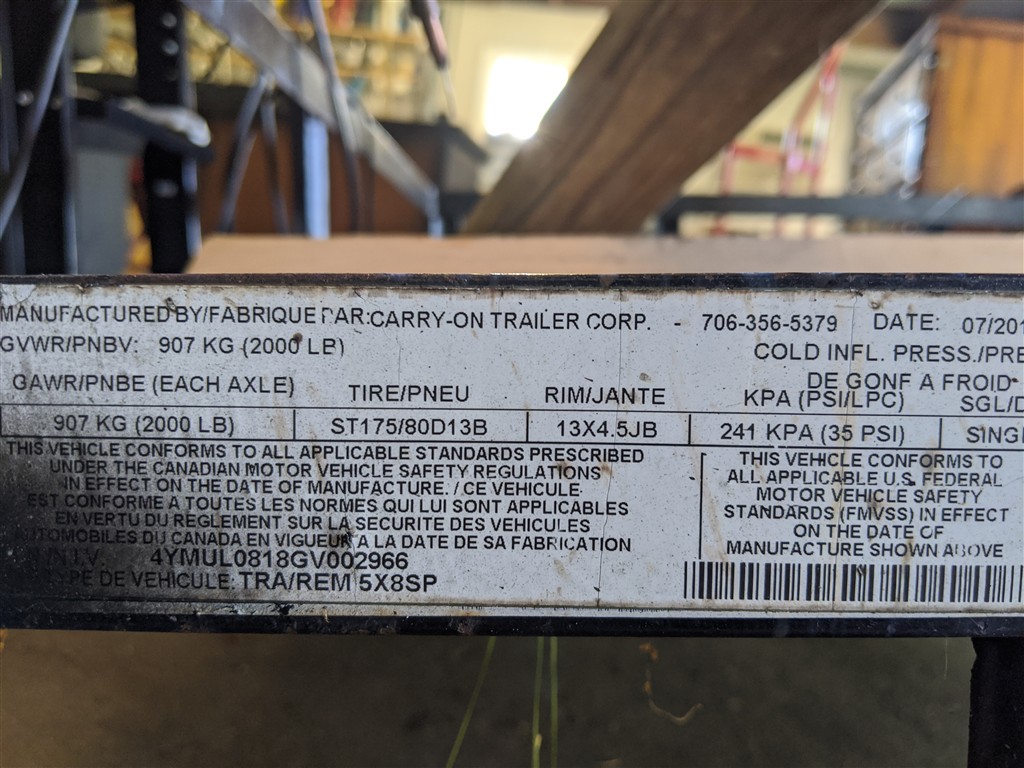 MANUFACTURED BY/FABRIQUE PAR:CARRY-ON TRAILER CORP. - 706-356-5379 DATE: 07/201
GVWR/PNBV: 907 KG (2000 LB) COLD INFL. PRESS./PRE
GAWR/PNBE (EACH AXLE) TIRE/PNEU RIM/JANTE DE GONF A FROID
KPA (PSI/LPC) SGL/D
907 KG (2000 LB) ST175/80D13B 13X4.5JB 241 KPA (35 PSI) SINGL
THIS VEHICLE CONFORMS TO ALL APPLICABLE STANDARDS PRESCRIBED
UNDER THE CANADIAN MOTOR VEHICLE SAFETY REGULATIONS
IN EFFECT ON THE DATE OF MANUFACTURE. / CE VEHICULE
EST CONFORME A TOUTES LES NORMES QUI LUI SONT APPLICABLES
EN VERTU DU REGLEMENT SUR LA SECURITE DES VEHICULES
AUTOMOBILES DU CANADA EN VIGUEUR A LA DATE DE SA FABRICATION
N.I.V. 4YMUL0818GV002966
TYPE DE VEHICULE: TRA/REM 5X8SP
THIS VEHICLE CONFORMS TO
ALL APPLICABLE U.S. FEDERAL
MOTOR VEHICLE SAFETY
STANDARDS (FMVSS) IN EFFECT
ON THE DATE OF
MANUFACTURE SHOWN ABOVE